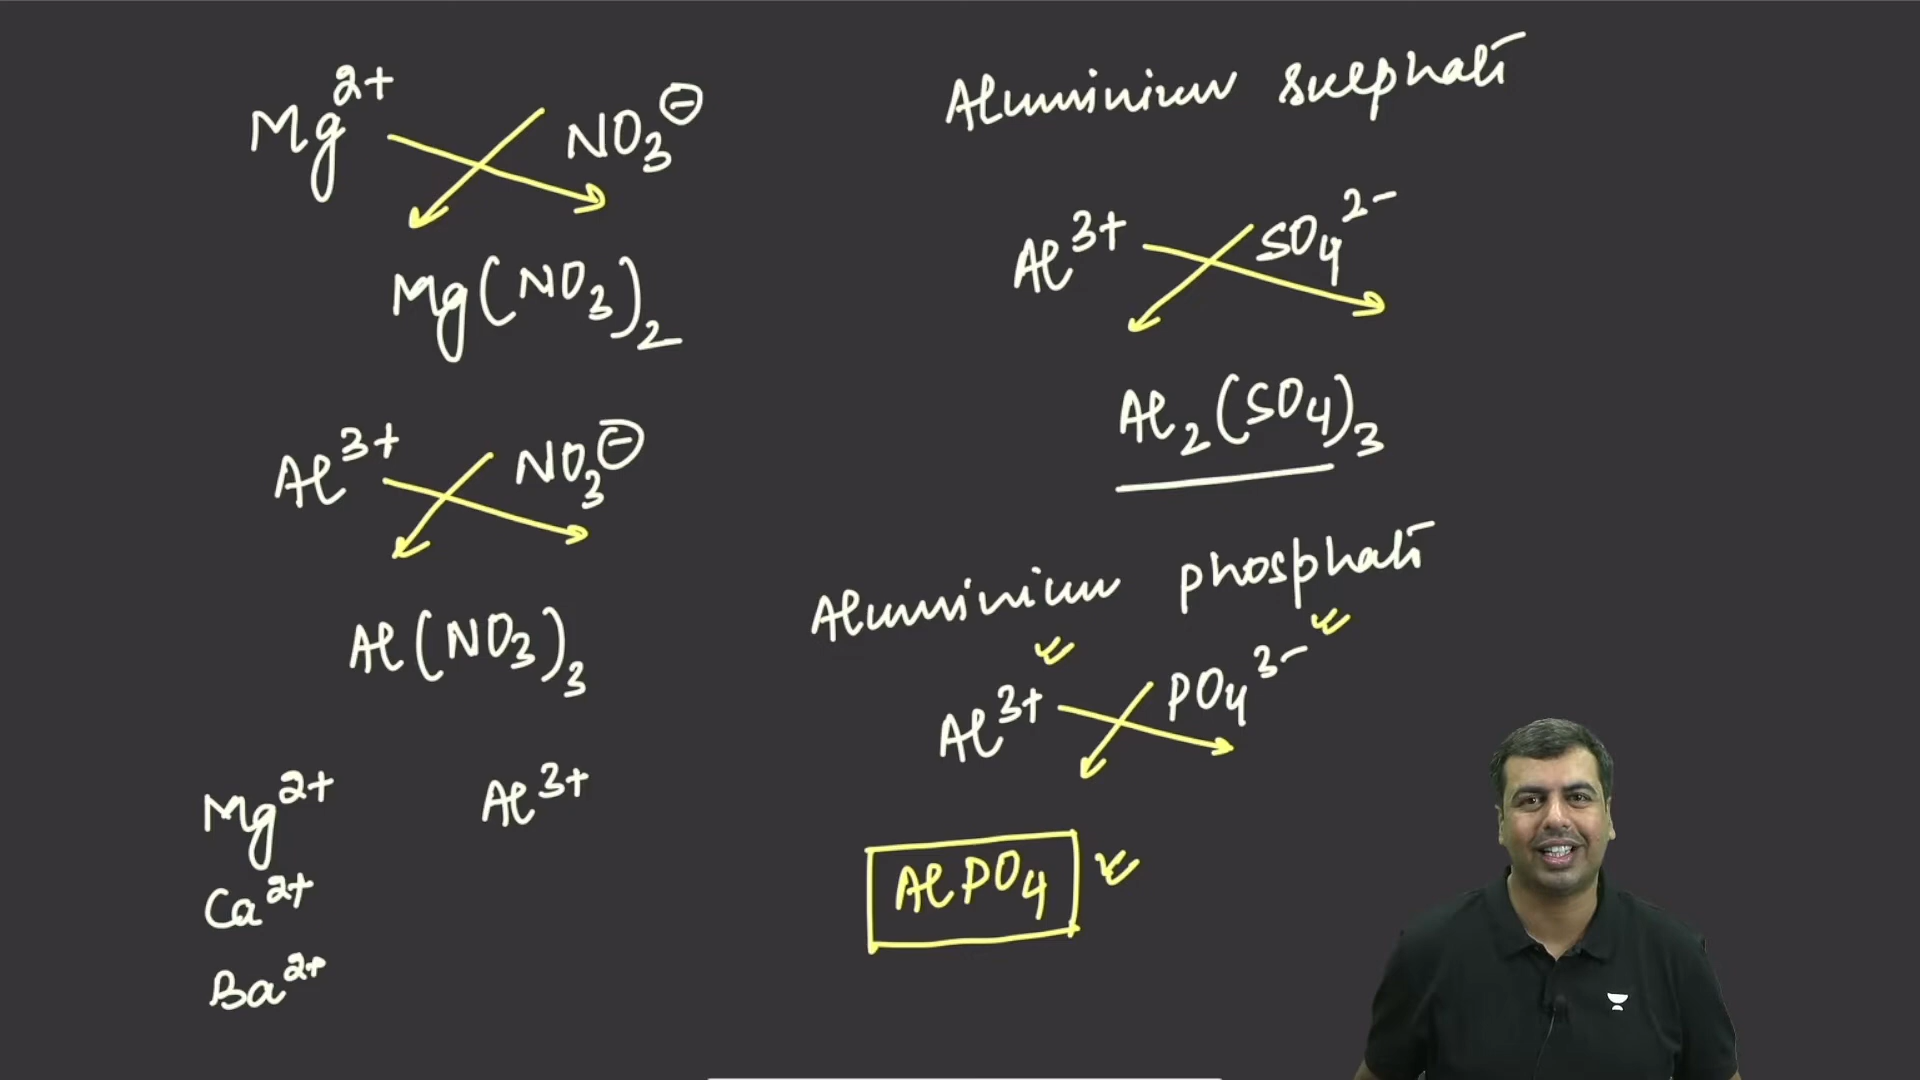 Mg²⁺ NO₃⊖
Mg(NO₃)₂
Al³⁺ NO₃⊖
Al(NO₃)₃
Mg²⁺ Al³⁺
Ca²⁺
Ba²⁺
Aluminium sulphate
Al³⁺ SO₄²⁻
Al₂(SO₄)₃
Aluminium phosphate
Al³⁺ PO₄³⁻
AlPO₄